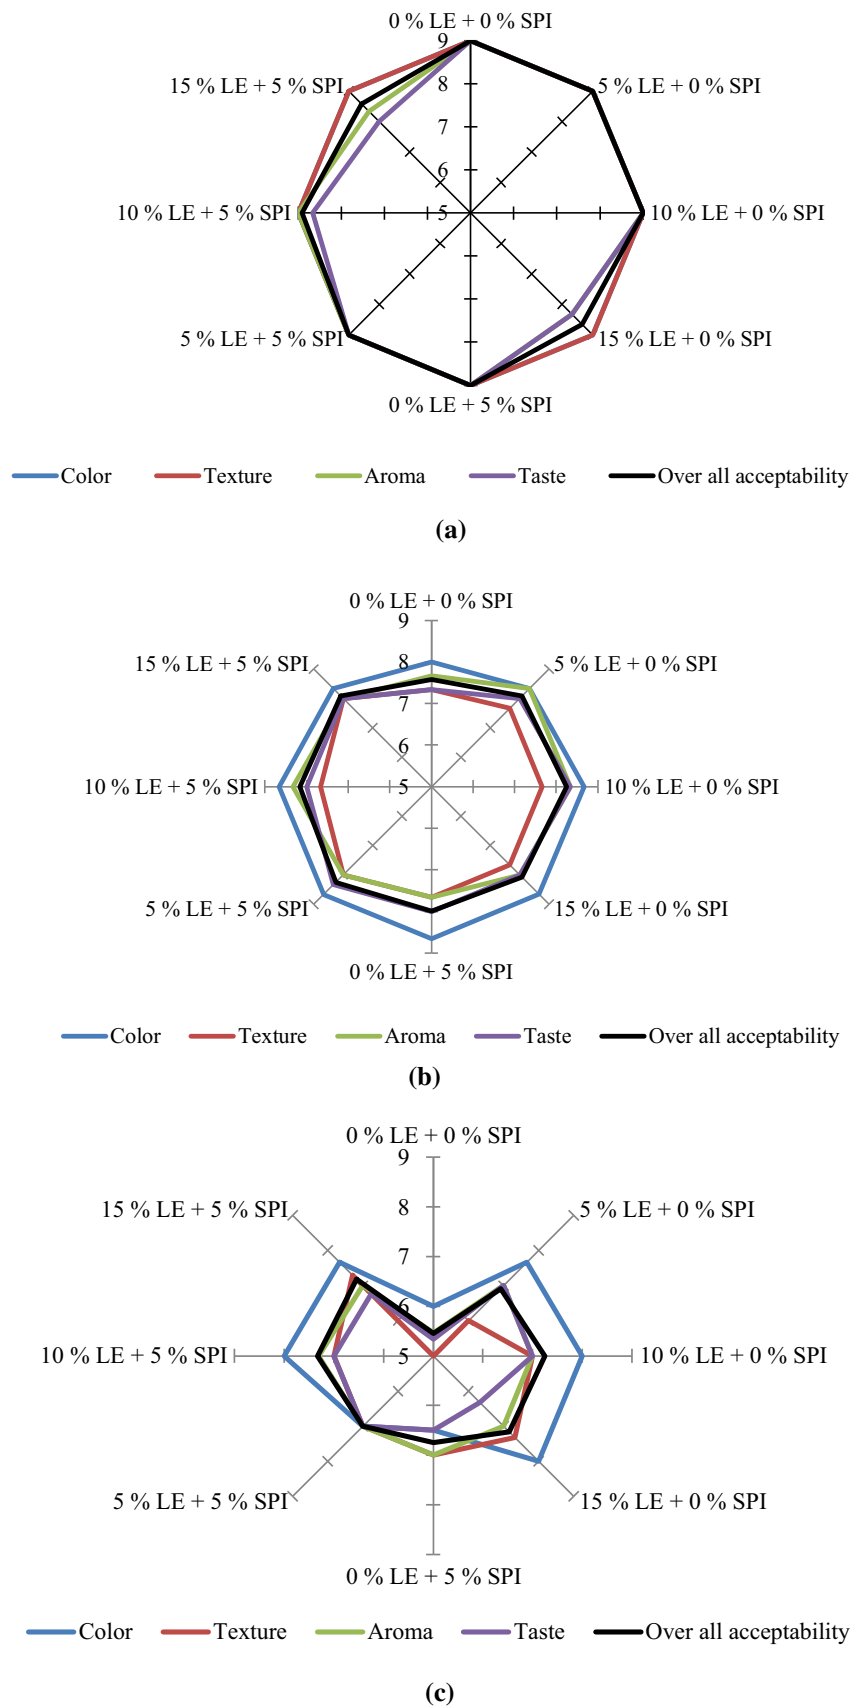 0 % LE + 0 % SPI
9
15 % LE + 5 % SPI
8
5 % LE + 0 % SPI
7
6
10 % LE + 5 % SPI
5
10 % LE + 0 % SPI
5 % LE + 5 % SPI
15 % LE + 0 % SPI
0 % LE + 5 % SPI
Color Texture Aroma Taste Over all acceptability
(a)
0 % LE + 0 % SPI
9
15 % LE + 5 % SPI
8
5 % LE + 0 % SPI
7
6
10 % LE + 5 % SPI
5
10 % LE + 0 % SPI
5 % LE + 5 % SPI
15 % LE + 0 % SPI
0 % LE + 5 % SPI
Color Texture Aroma Taste Over all acceptability
(b)
0 % LE + 0 % SPI
9
15 % LE + 5 % SPI
8
5 % LE + 0 % SPI
7
6
10 % LE + 5 % SPI
5
10 % LE + 0 % SPI
5 % LE + 5 % SPI
15 % LE + 0 % SPI
0 % LE + 5 % SPI
Color Texture Aroma Taste Over all acceptability
(c)